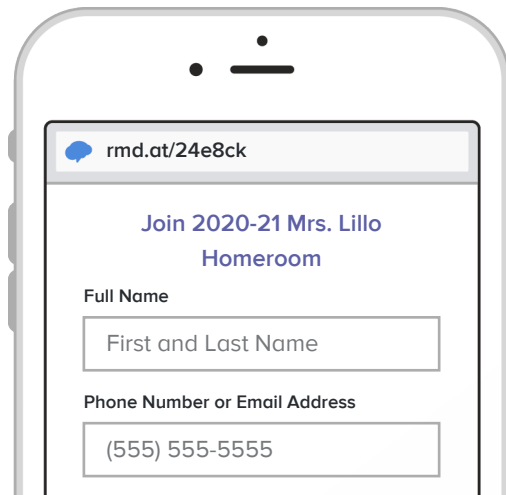 rmd.at/24e8ck
Join 2020-21 Mrs. Lillo
Homeroom
Full Name
First and Last Name
Phone Number or Email Address
(555) 555-5555